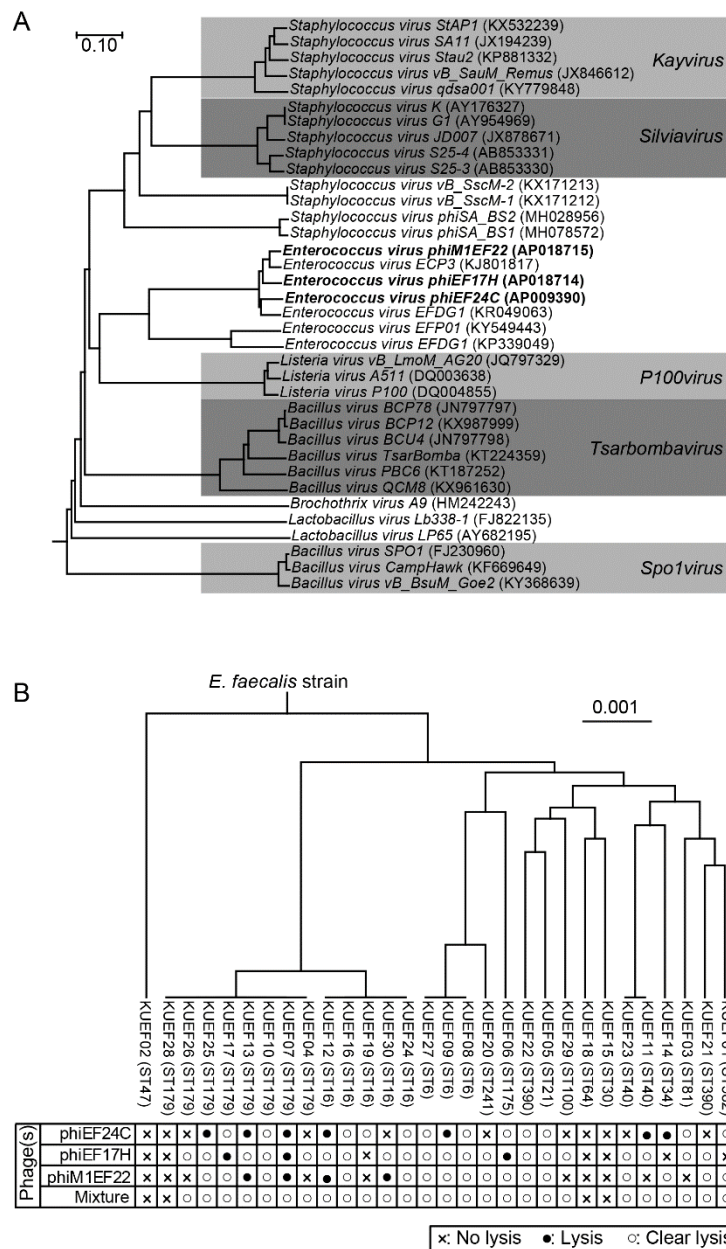 A
0.10
Staphylococcus virus StAP1 (KX532239)
Staphylococcus virus SA11 (JX194239)
Staphylococcus virus Stau2 (KP881332)
Staphylococcus virus vB_SauM_Remus (JX846612)
Staphylococcus virus qdsa001 (KY779848)
Kayvirus
Staphylococcus virus K (AY176327)
Staphylococcus virus G1 (AY954969)
Staphylococcus virus JD007 (JX878671)
Staphylococcus virus S25-4 (AB853331)
Staphylococcus virus S25-3 (AB853330)
Silviavirus
Staphylococcus virus vB_SscM-2 (KX171213)
Staphylococcus virus vB_SscM-1 (KX171212)
Staphylococcus virus phiSA_BS2 (MH028956)
Staphylococcus virus phiSA_BS1 (MH078572)
Enterococcus virus phiM1EF22 (AP018715)
Enterococcus virus ECP3 (KJ801817)
Enterococcus virus phiEF17H (AP018714)
Enterococcus virus phiEF24C (AP009390)
Enterococcus virus EFDG1 (KR049063)
Enterococcus virus EFP01 (KY549443)
Enterococcus virus EFDG1 (KP339049)
Listeria virus vB_LmoM_AG20 (JQ797329)
Listeria virus A511 (DQ003638)
Listeria virus P100 (DQ004855)
P100virus
Bacillus virus BCP78 (JN797797)
Bacillus virus BCP12 (KX987999)
Bacillus virus BCU4 (JN797798)
Bacillus virus TsarBomba (KT224359)
Bacillus virus PBC6 (KT187252)
Bacillus virus QCM8 (KX961630)
Tsarbombavirus
Brochothrix virus A9 (HM242243)
Lactobacillus virus Lb338-1 (FJ822135)
Lactobacillus virus LP65 (AY682195)
Bacillus virus SPO1 (FJ230960)
Bacillus virus CampHawk (KF669649)
Bacillus virus vB_BsuM_Goe2 (KY368639)
Spo1virus
B
E. faecalis strain
0.001
KUEF02 (ST47)
KUEF28 (ST179)
KUEF26 (ST179)
KUEF25 (ST179)
KUEF17 (ST179)
KUEF13 (ST179)
KUEF10 (ST179)
KUEF07 (ST179)
KUEF04 (ST179)
KUEF12 (ST16)
KUEF16 (ST16)
KUEF19 (ST16)
KUEF30 (ST16)
KUEF24 (ST16)
KUEF27 (ST6)
KUEF09 (ST6)
KUEF08 (ST6)
KUEF20 (ST241)
KUEF06 (ST175)
KUEF22 (ST390)
KUEF05 (ST21)
KUEF29 (ST100)
KUEF18 (ST64)
KUEF15 (ST30)
KUEF23 (ST40)
KUEF11 (ST40)
KUEF14 (ST34)
KUEF03 (ST81)
KUEF21 (ST390)
Phage(s)
phiEF24C × × × ● ○ ● ○ ● × ● ○ ○ × ○ ○ ● ○ × ○ ○ ○ × × × × ● ● ○ × ○
phiEF17H × × ○ ○ ● ○ ○ ● ○ ○ ○ × ○ ○ ○ ○ ○ ○ ● ○ ○ ○ × × ○ ○ × ○ ○ ×
phiM1EF22 × × × ○ ○ ● ○ ● × ● ○ × ● ○ ○ ○ ○ ○ ○ ○ ○ × × × ○ × ○ × ○ ○
Mixture × × ○ ○ ○ ○ ○ ○ ○ ○ ○ ○ ○ ○ ○ ○ ○ ○ ○ ○ ○ ○ × × ○ ○ ○ ○ ○ ○
×: No lysis ●: Lysis ○: Clear lysis